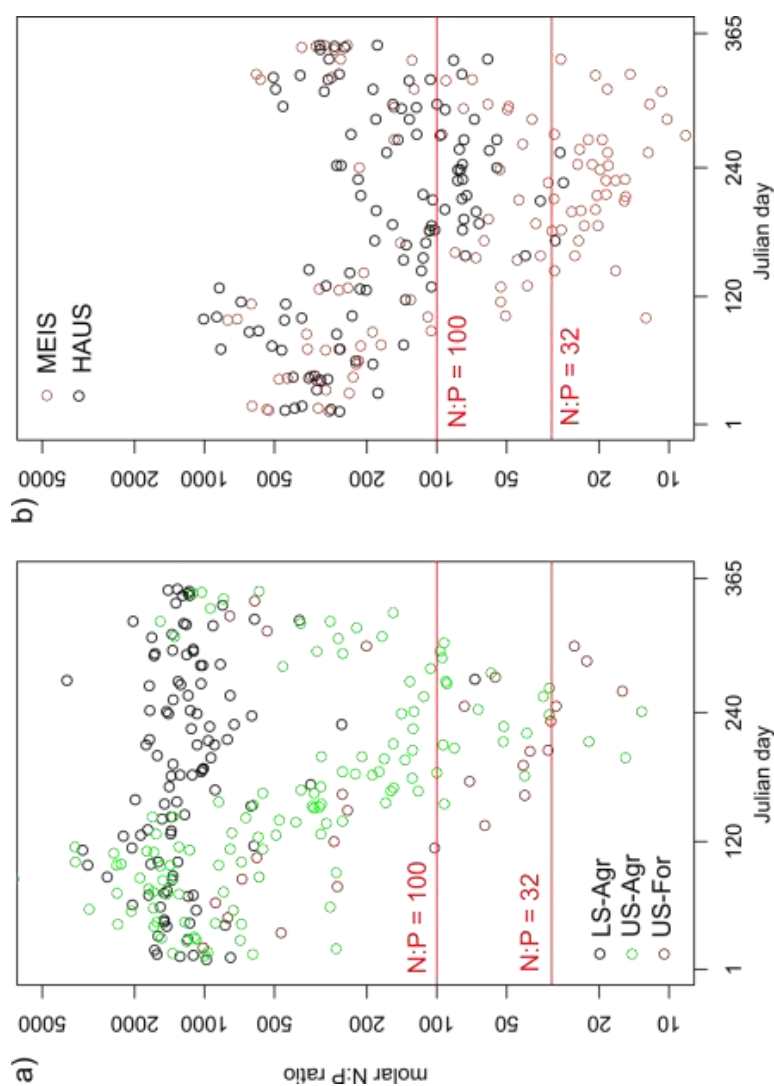 a)
molar N:P ratio
5000
2000
1000
500
200
100
50
20
10
N:P = 100
N:P = 32
LS-Agr
US-Agr
US-For
1
120
240
365
Julian day
b)
5000
2000
1000
500
200
100
50
20
10
MEIS
HAUS
N:P = 100
N:P = 32
1
120
240
365
Julian day